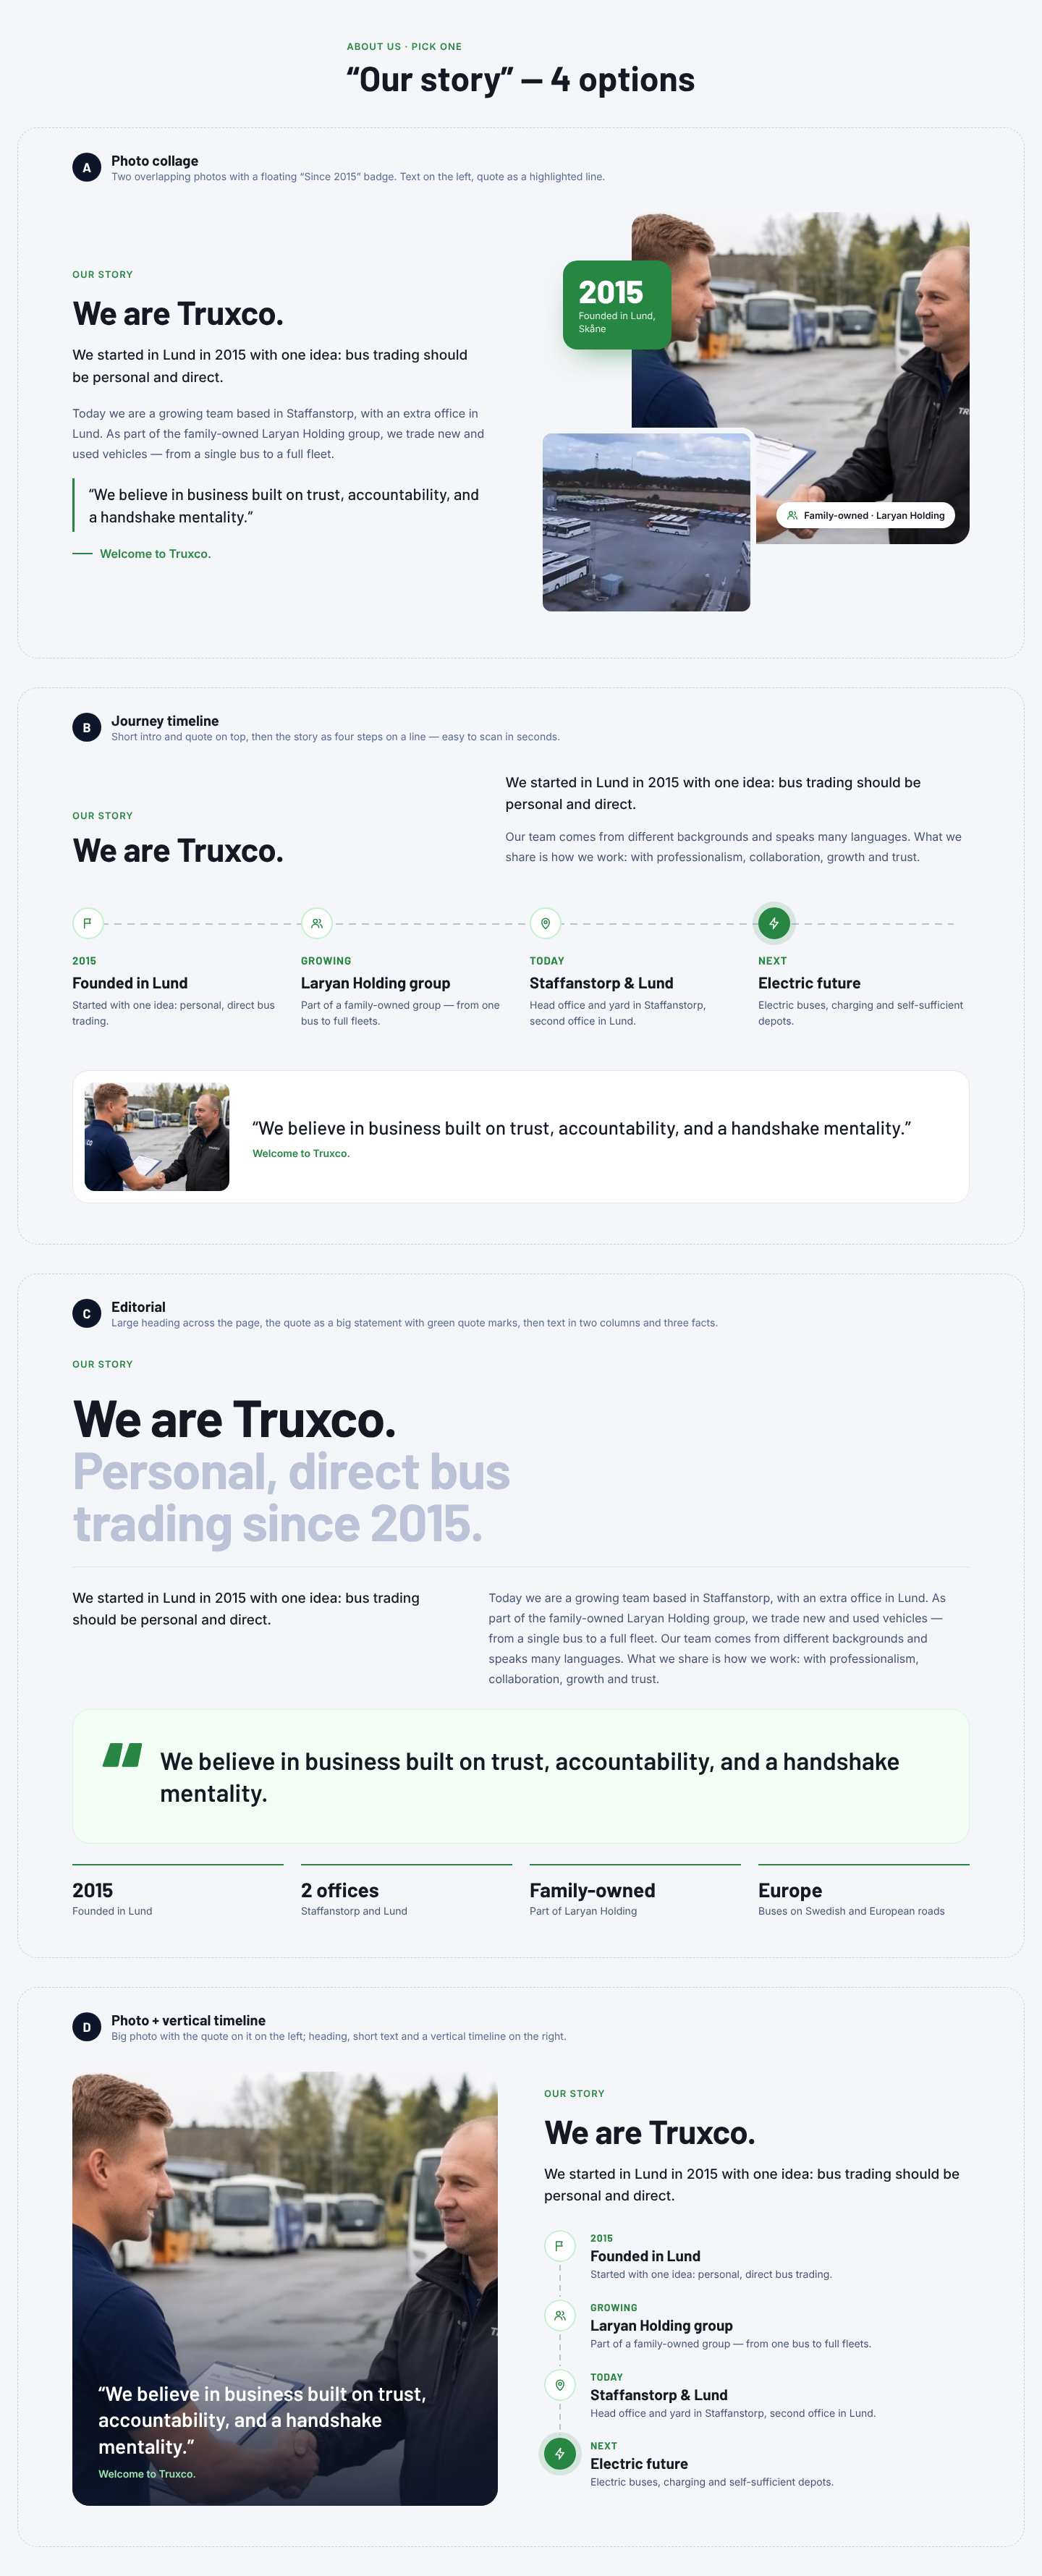 ABOUT US · PICK ONE
“Our story” — 4 options
A
Photo collage
Two overlapping photos with a floating “Since 2015” badge. Text on the left, quote as a highlighted line.
OUR STORY
We are Truxco.
We started in Lund in 2015 with one idea: bus trading should
be personal and direct.
Today we are a growing team based in Staffanstorp, with an extra office in
Lund. As part of the family-owned Laryan Holding group, we trade new and
used vehicles — from a single bus to a full fleet.
“We believe in business built on trust, accountability, and
a handshake mentality.”
Welcome to Truxco.
2015
Founded in Lund,
Skåne
Family-owned · Laryan Holding
B
Journey timeline
Short intro and quote on top, then the story as four steps on a line — easy to scan in seconds.
OUR STORY
We are Truxco.
We started in Lund in 2015 with one idea: bus trading should be
personal and direct.
Our team comes from different backgrounds and speaks many languages. What we
share is how we work: with professionalism, collaboration, growth and trust.
2015
Founded in Lund
Started with one idea: personal, direct bus
trading.
GROWING
Laryan Holding group
Part of a family-owned group — from one
bus to full fleets.
TODAY
Staffanstorp & Lund
Head office and yard in Staffanstorp,
second office in Lund.
NEXT
Electric future
Electric buses, charging and self-sufficient
depots.
“We believe in business built on trust, accountability, and a handshake mentality.”
Welcome to Truxco.
C
Editorial
Large heading across the page, the quote as a big statement with green quote marks, then text in two columns and three facts.
OUR STORY
We are Truxco.
Personal, direct bus
trading since 2015.
We started in Lund in 2015 with one idea: bus trading
should be personal and direct.
Today we are a growing team based in Staffanstorp, with an extra office in Lund. As
part of the family-owned Laryan Holding group, we trade new and used vehicles —
from a single bus to a full fleet. Our team comes from different backgrounds and
speaks many languages. What we share is how we work: with professionalism,
collaboration, growth and trust.
We believe in business built on trust, accountability, and a handshake
mentality.
2015
Founded in Lund
2 offices
Staffanstorp and Lund
Family-owned
Part of Laryan Holding
Europe
Buses on Swedish and European roads
D
Photo + vertical timeline
Big photo with the quote on it on the left; heading, short text and a vertical timeline on the right.
“We believe in business built on trust,
accountability, and a handshake
mentality.”
Welcome to Truxco.
OUR STORY
We are Truxco.
We started in Lund in 2015 with one idea: bus trading should be
personal and direct.
2015
Founded in Lund
Started with one idea: personal, direct bus trading.
GROWING
Laryan Holding group
Part of a family-owned group — from one bus to full fleets.
TODAY
Staffanstorp & Lund
Head office and yard in Staffanstorp, second office in Lund.
NEXT
Electric future
Electric buses, charging and self-sufficient depots.